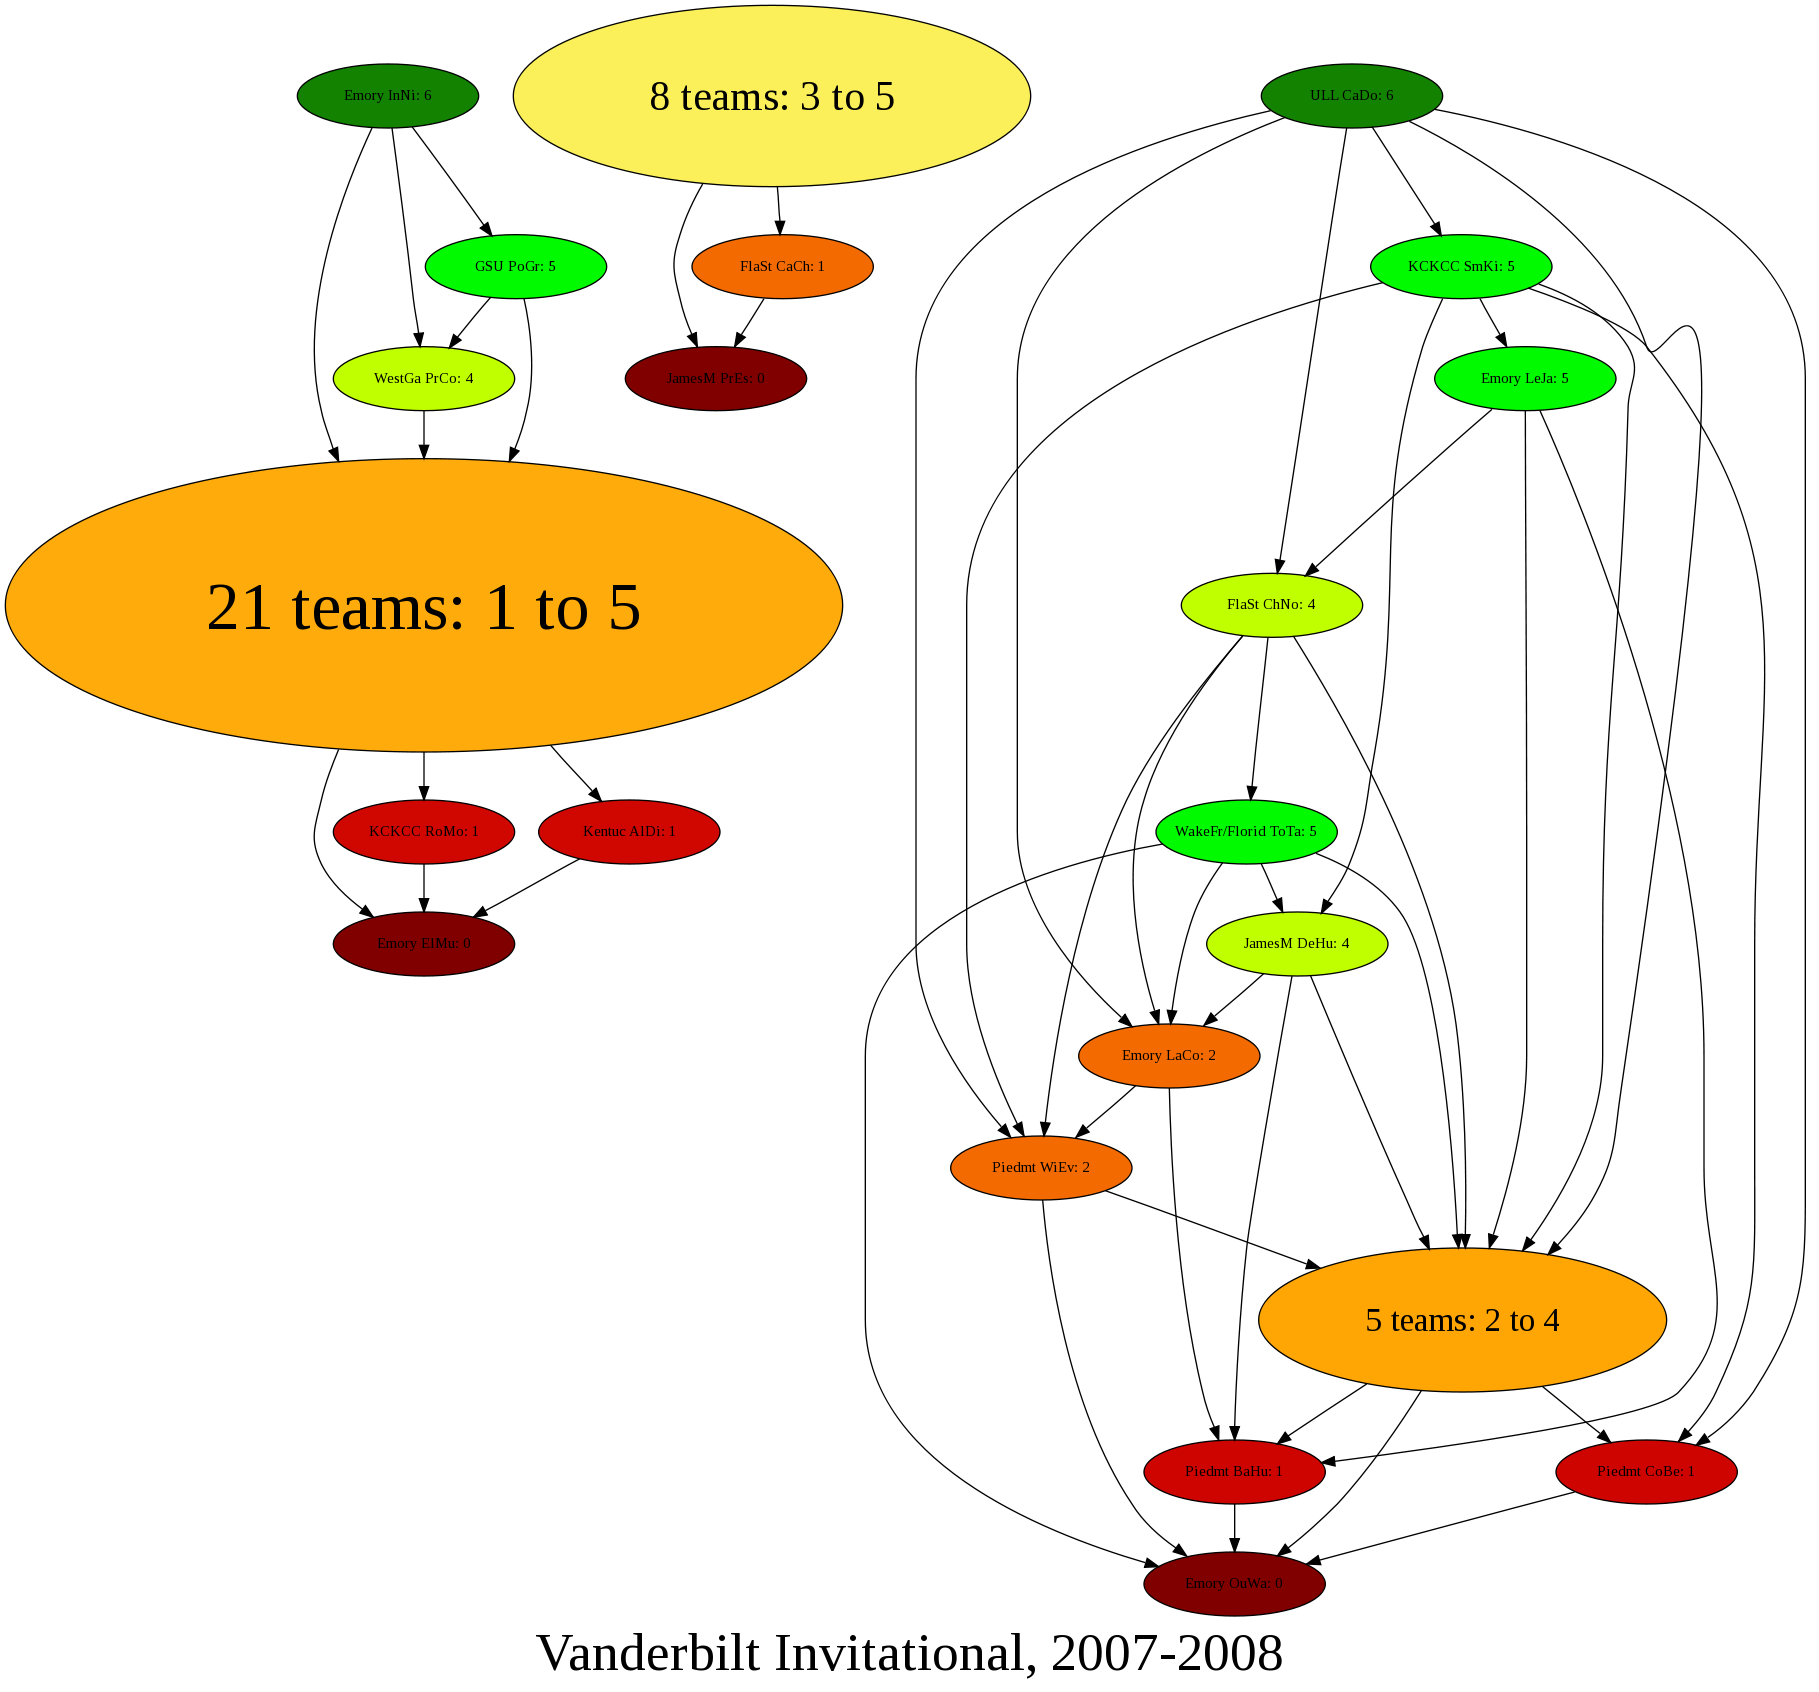 8 teams: 3 to 5
Emory InNi: 6
ULL CaDo: 6
GSU PoGr: 5
FlaSt CaCh: 1
KCKCC SmKi: 5
WestGa PrCo: 4
JamesM PrEs: 0
Emory LeJa: 5
21 teams: 1 to 5
FlaSt ChNo: 4
KCKCC RoMo: 1
Kentuc AlDi: 1
WakeFr/Florid ToTa: 5
Emory ElMu: 0
JamesM DeHu: 4
Emory LaCo: 2
Piedmt WiEv: 2
5 teams: 2 to 4
Piedmt BaHu: 1
Piedmt CoBe: 1
Emory OuWa: 0
Vanderbilt Invitational, 2007-2008